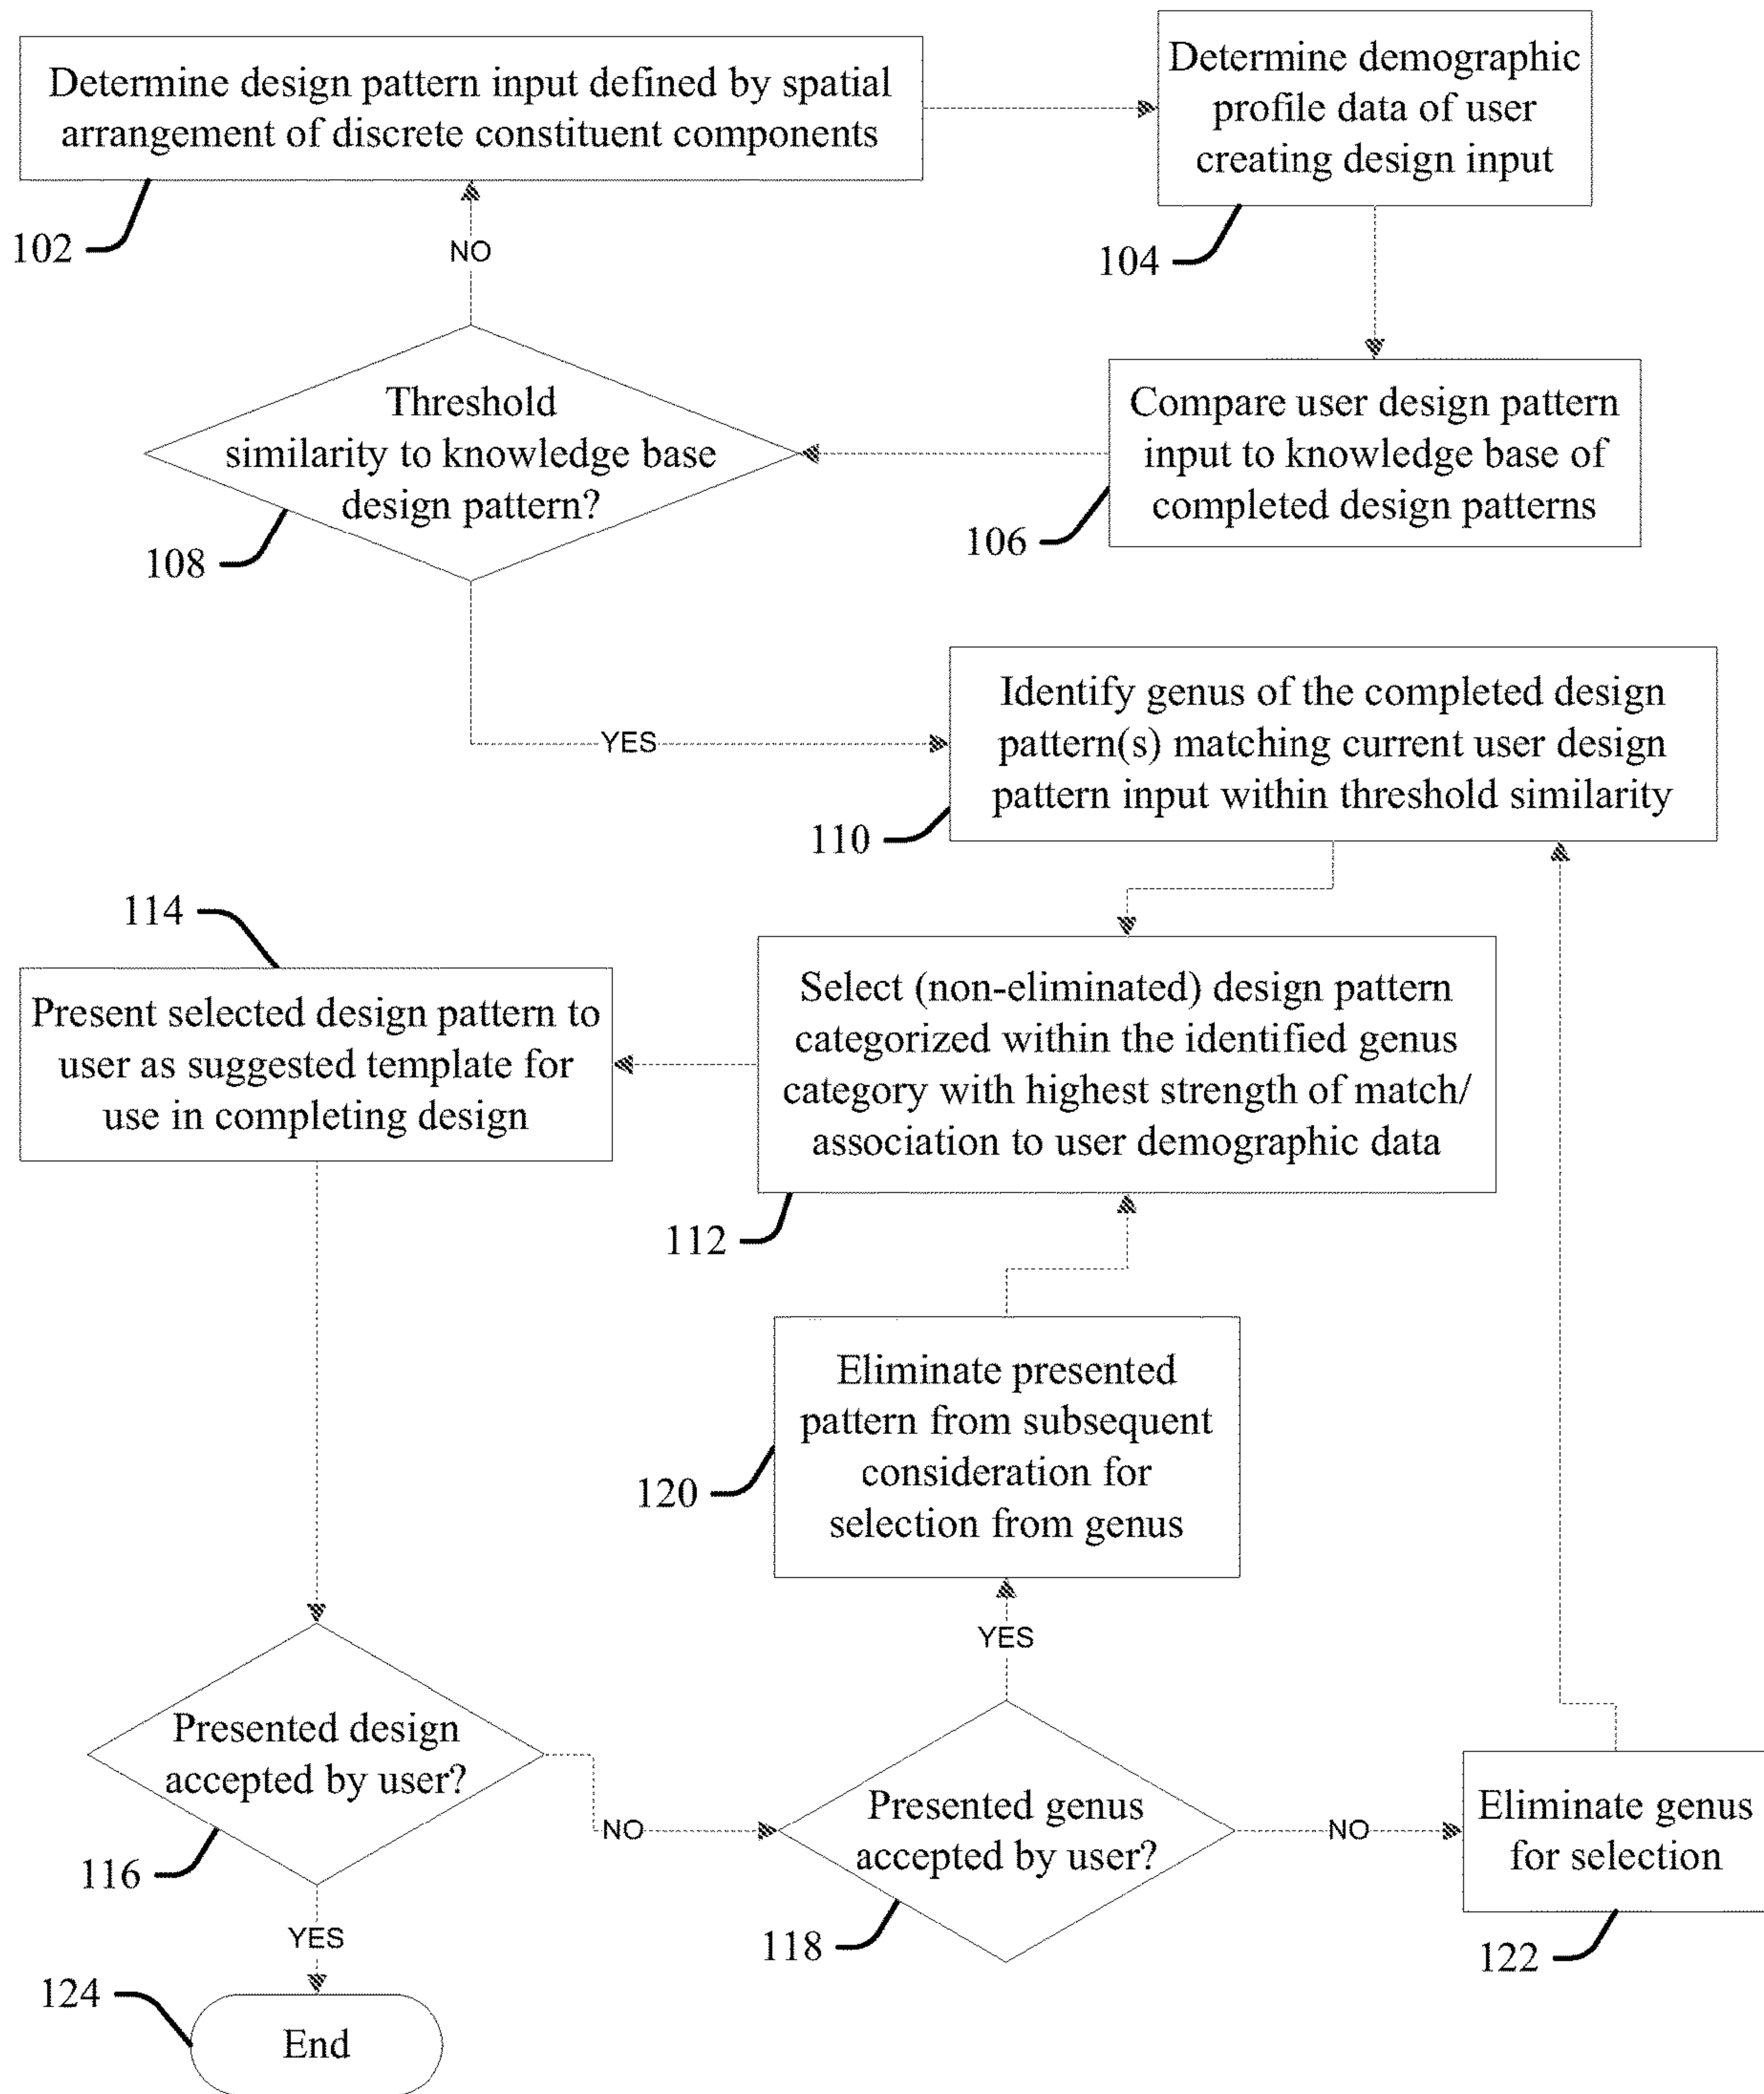 Determine design pattern input defined by spatial
arrangement of discrete constituent components
102
Determine demographic
profile data of user
creating design input
104
NO
Threshold
similarity to knowledge base
design pattern?
108
Compare user design pattern
input to knowledge base of
completed design patterns
106
YES
Identify genus of the completed design
pattern(s) matching current user design
pattern input within threshold similarity
110
114
Present selected design pattern to
user as suggested template for
use in completing design
Select (non-eliminated) design pattern
categorized within the identified genus
category with highest strength of match/
association to user demographic data
112
Eliminate presented
pattern from subsequent
consideration for
selection from genus
120
YES
Presented design
accepted by user?
116
NO
Presented genus
accepted by user?
118
NO
Eliminate genus
for selection
122
YES
124
End